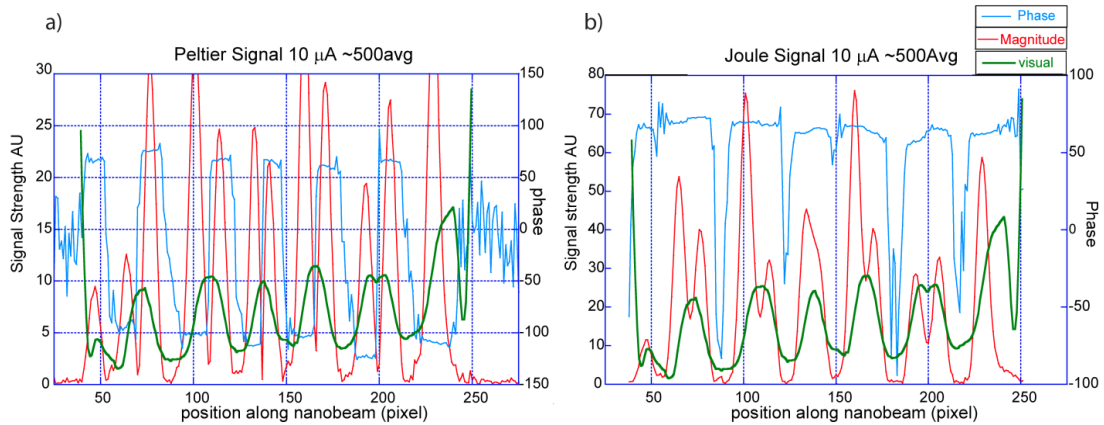 a)
Peltier Signal 10 μA ~500avg
30
25
20
15
10
5
0
Signal Strength AU
150
100
50
0
-50
-100
150
phase
50 100 150 200 250
position along nanobeam (pixel)
b)
Phase
Magnitude
visual
Joule Signal 10 μA ~500Avg
80
70
60
50
40
30
20
10
0
Signal strength AU
100
50
0
-50
-100
Phase
50 100 150 200 250
position along nanobeam (pixel)